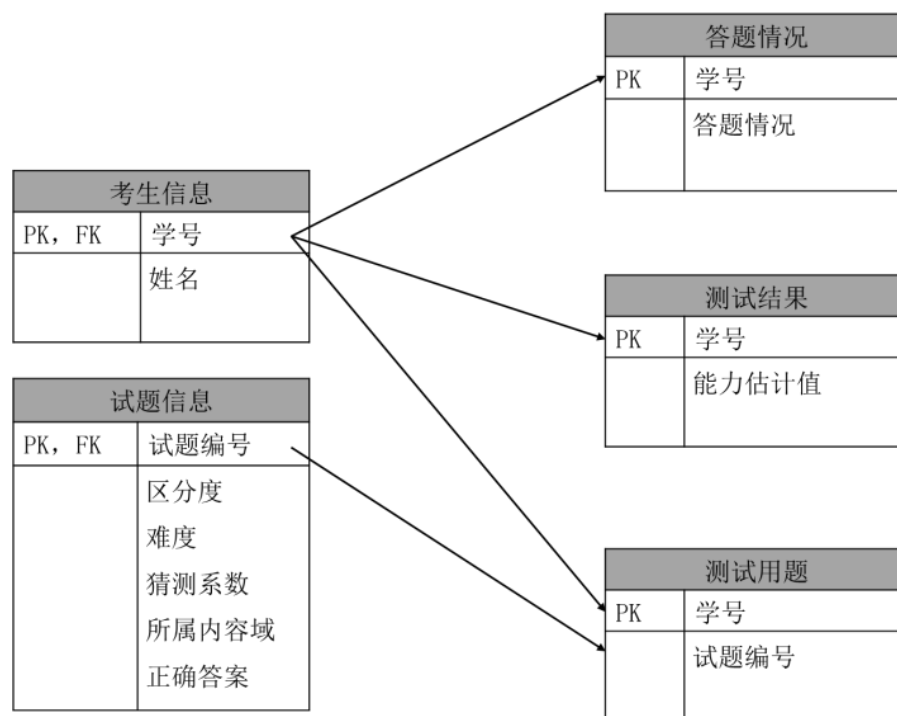 答题情况
PK 学号
答题情况
考生信息
PK, FK 学号
姓名
测试结果
PK 学号
能力估计值
试题信息
PK, FK 试题编号
区分度
难度
猜测系数
所属内容域
正确答案
测试用题
PK 学号
试题编号